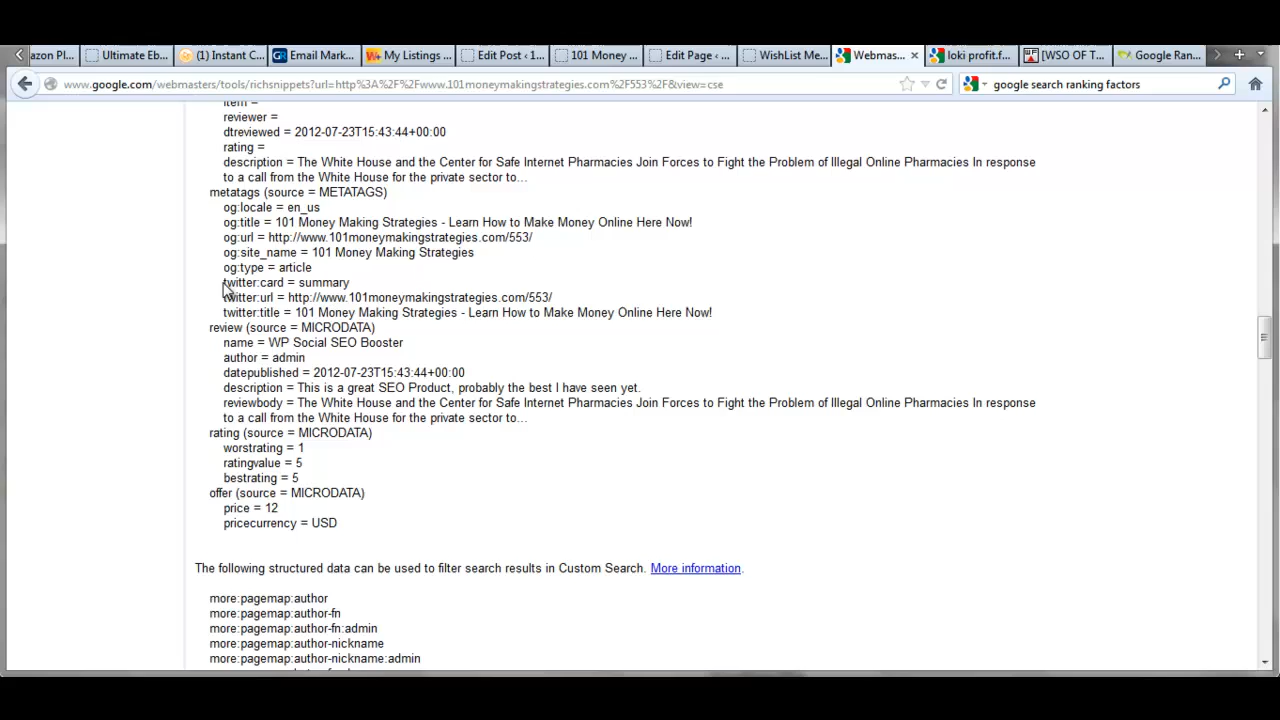 azon Pl...
Ultimate Eb...
(1) Instant C...
Email Mark...
My Listings ...
Edit Post ‹ 1...
101 Money ...
Edit Page ‹ ...
WishList Me...
Webmas...
loki profit.f...
[WSO OF T...
Google Ran...
www.google.com/webmasters/tools/richsnippets?url=http%3A%2F%2Fwww.101moneymakingstrategies.com%2F553%2F&view=cse
google search ranking factors
item =
reviewer =
dtreviewed = 2012-07-23T15:43:44+00:00
rating =
description = The White House and the Center for Safe Internet Pharmacies Join Forces to Fight the Problem of Illegal Online Pharmacies In response
to a call from the White House for the private sector to...
metatags (source = METATAGS)
og:locale = en_us
og:title = 101 Money Making Strategies - Learn How to Make Money Online Here Now!
og:url = http://www.101moneymakingstrategies.com/553/
og:site_name = 101 Money Making Strategies
og:type = article
twitter:card = summary
twitter:url = http://www.101moneymakingstrategies.com/553/
twitter:title = 101 Money Making Strategies - Learn How to Make Money Online Here Now!
review (source = MICRODATA)
name = WP Social SEO Booster
author = admin
datepublished = 2012-07-23T15:43:44+00:00
description = This is a great SEO Product, probably the best I have seen yet.
reviewbody = The White House and the Center for Safe Internet Pharmacies Join Forces to Fight the Problem of Illegal Online Pharmacies In response
to a call from the White House for the private sector to...
rating (source = MICRODATA)
worstrating = 1
ratingvalue = 5
bestrating = 5
offer (source = MICRODATA)
price = 12
pricecurrency = USD
The following structured data can be used to filter search results in Custom Search. More information.
more:pagemap:author
more:pagemap:author-fn
more:pagemap:author-fn:admin
more:pagemap:author-nickname
more:pagemap:author-nickname:admin